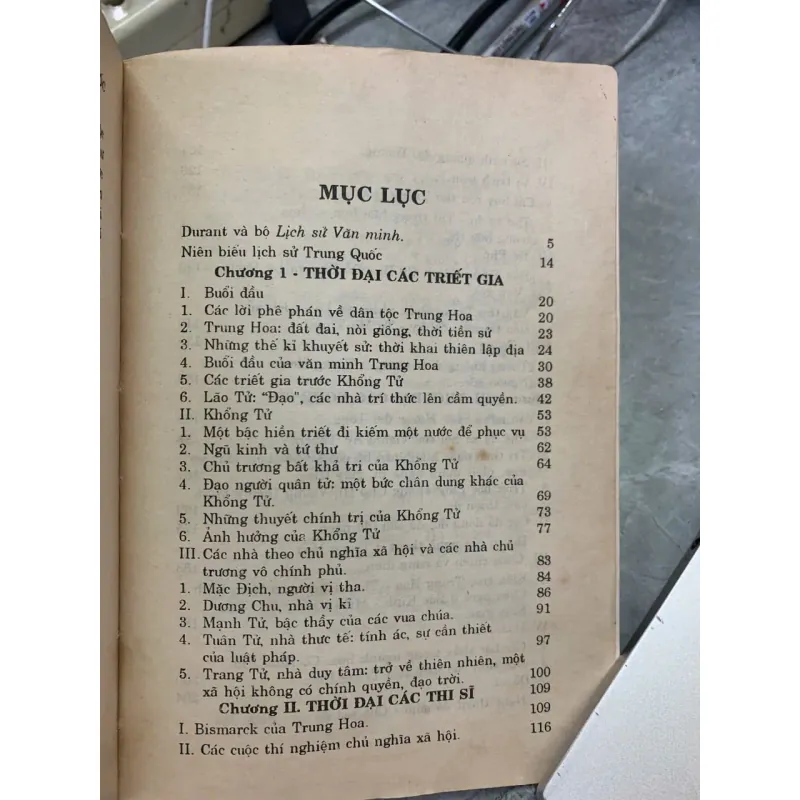 MỤC LỤC
Durant và bộ Lịch sử Văn minh. 5
Niên biểu lịch sử Trung Quốc 14
Chương 1 - THỜI ĐẠI CÁC TRIẾT GIA
I. Buổi đầu 20
1. Các lời phê phán về dân tộc Trung Hoa 20
2. Trung Hoa: đất đai, nòi giống, thời tiền sử 23
3. Những thế kỉ khuyết sử: thời khai thiên lập địa 24
4. Buổi đầu của văn minh Trung Hoa 30
5. Các triết gia trước Khổng Tử 38
6. Lão Tử: “Đạo”, các nhà trí thức lên cầm quyền. 42
II. Khổng Tử 53
1. Một bậc hiền triết đi kiếm một nước để phục vụ 53
2. Ngũ kinh và tứ thư 62
3. Chủ trương bất khả tri của Khổng Tử 64
4. Đạo người quân tử: một bức chân dung khác của
Khổng Tử. 69
5. Những thuyết chính trị của Khổng Tử 73
6. Ảnh hưởng của Khổng Tử 77
III. Các nhà theo chủ nghĩa xã hội và các nhà chủ
trương vô chính phủ. 83
1. Mặc Địch, người vị tha. 84
2. Dương Chu, nhà vị kỉ 86
3. Mạnh Tử, bậc thầy của các vua chúa. 91
4. Tuân Tử, nhà thực tế: tính ác, sự cần thiết
của luật pháp. 97
5. Trang Tử, nhà duy tâm: trở về thiên nhiên, một
xã hội không có chính quyền, đạo trời. 100
Chương II. THỜI ĐẠI CÁC THI SĨ 109
I. Bismarck của Trung Hoa. 109
II. Các cuộc thí nghiệm chủ nghĩa xã hội. 116